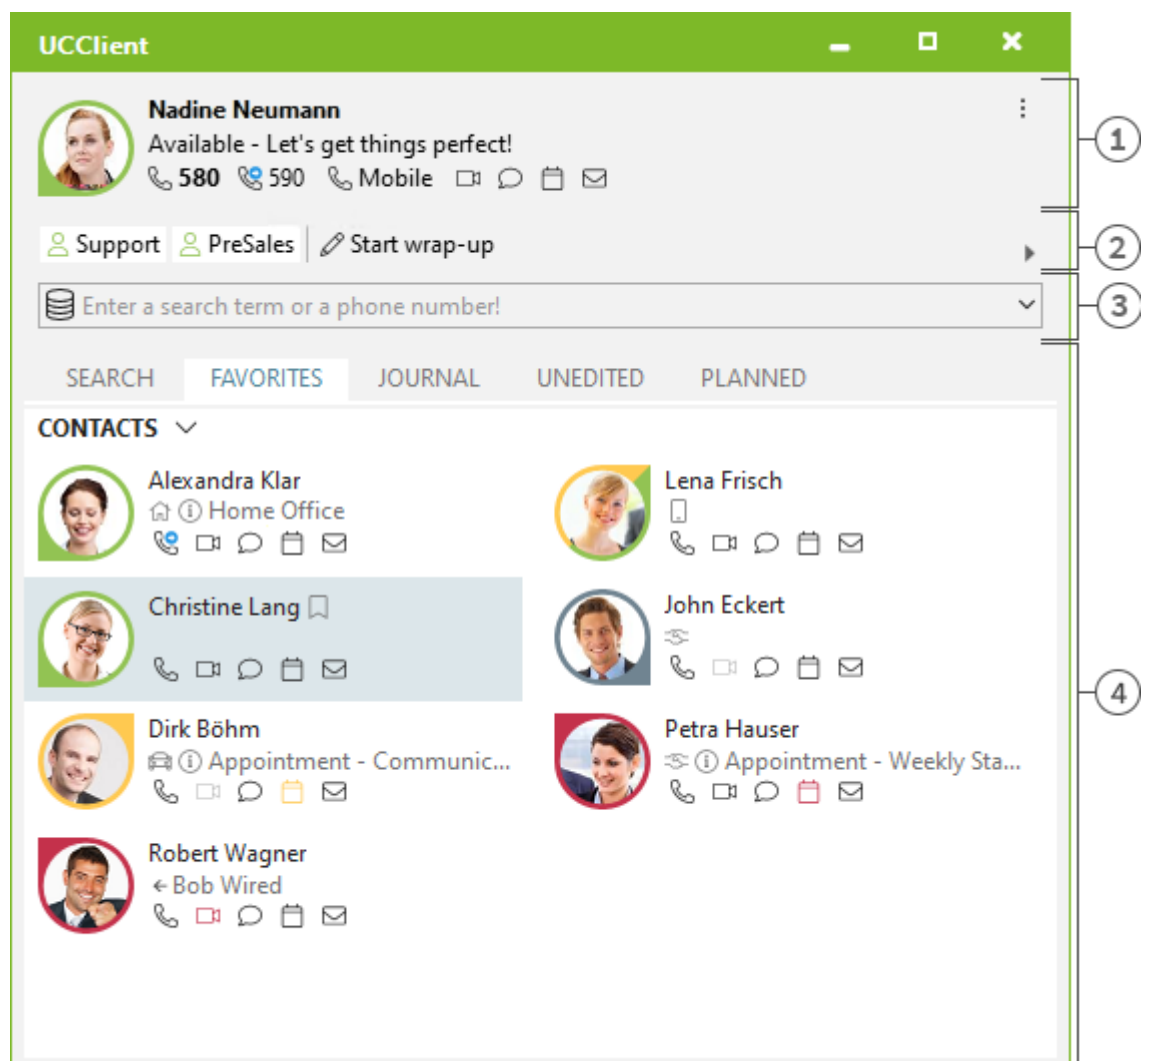 UCClient
Nadine Neumann
Available - Let's get things perfect!
580 590 Mobile
1
Support PreSales Start wrap-up
2
Enter a search term or a phone number!
3
SEARCH FAVORITES JOURNAL UNEDITED PLANNED
CONTACTS
Alexandra Klar
Home Office
Lena Frisch
Christine Lang
John Eckert
4
Dirk Böhm
Appointment - Communic...
Petra Hauser
Appointment - Weekly Sta...
Robert Wagner
Bob Wired